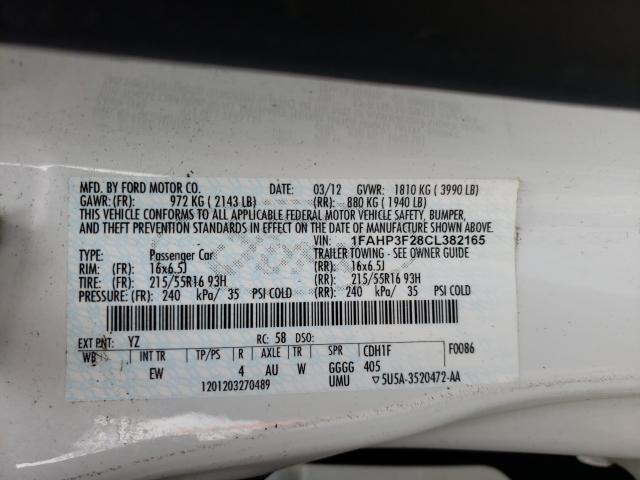 MFD. BY FORD MOTOR CO. DATE: 03/12 GVWR: 1810 KG ( 3990 LB)
GAWR: (FR): 972 KG ( 2143 LB) (RR): 880 KG ( 1940 LB)
THIS VEHICLE CONFORMS TO ALL APPLICABLE FEDERAL MOTOR VEHICLE SAFETY, BUMPER,
AND THEFT PREVENTION STANDARDS IN EFFECT ON THE DATE OF MANUFACTURE SHOWN ABOVE.
VIN: 1FAHP3F28CL382165
TYPE: Passenger Car TRAILER TOWING - SEE OWNER GUIDE
RIM: (FR): 16x6.5J (RR): 16x6.5J
TIRE: (FR): 215/55R16 93H (RR): 215/55R16 93H
PRESSURE: (FR): 240 kPa/ 35 PSI COLD (RR): 240 kPa/ 35 PSI COLD
EXT PNT: YZ RC: 58 DSO: F0086
WB INT TR TP/PS R AXLE TR SPR CDH1F
EW 4 AU W GGGG 405
1201203270489 UMU ▽5U5A-3520472-AA